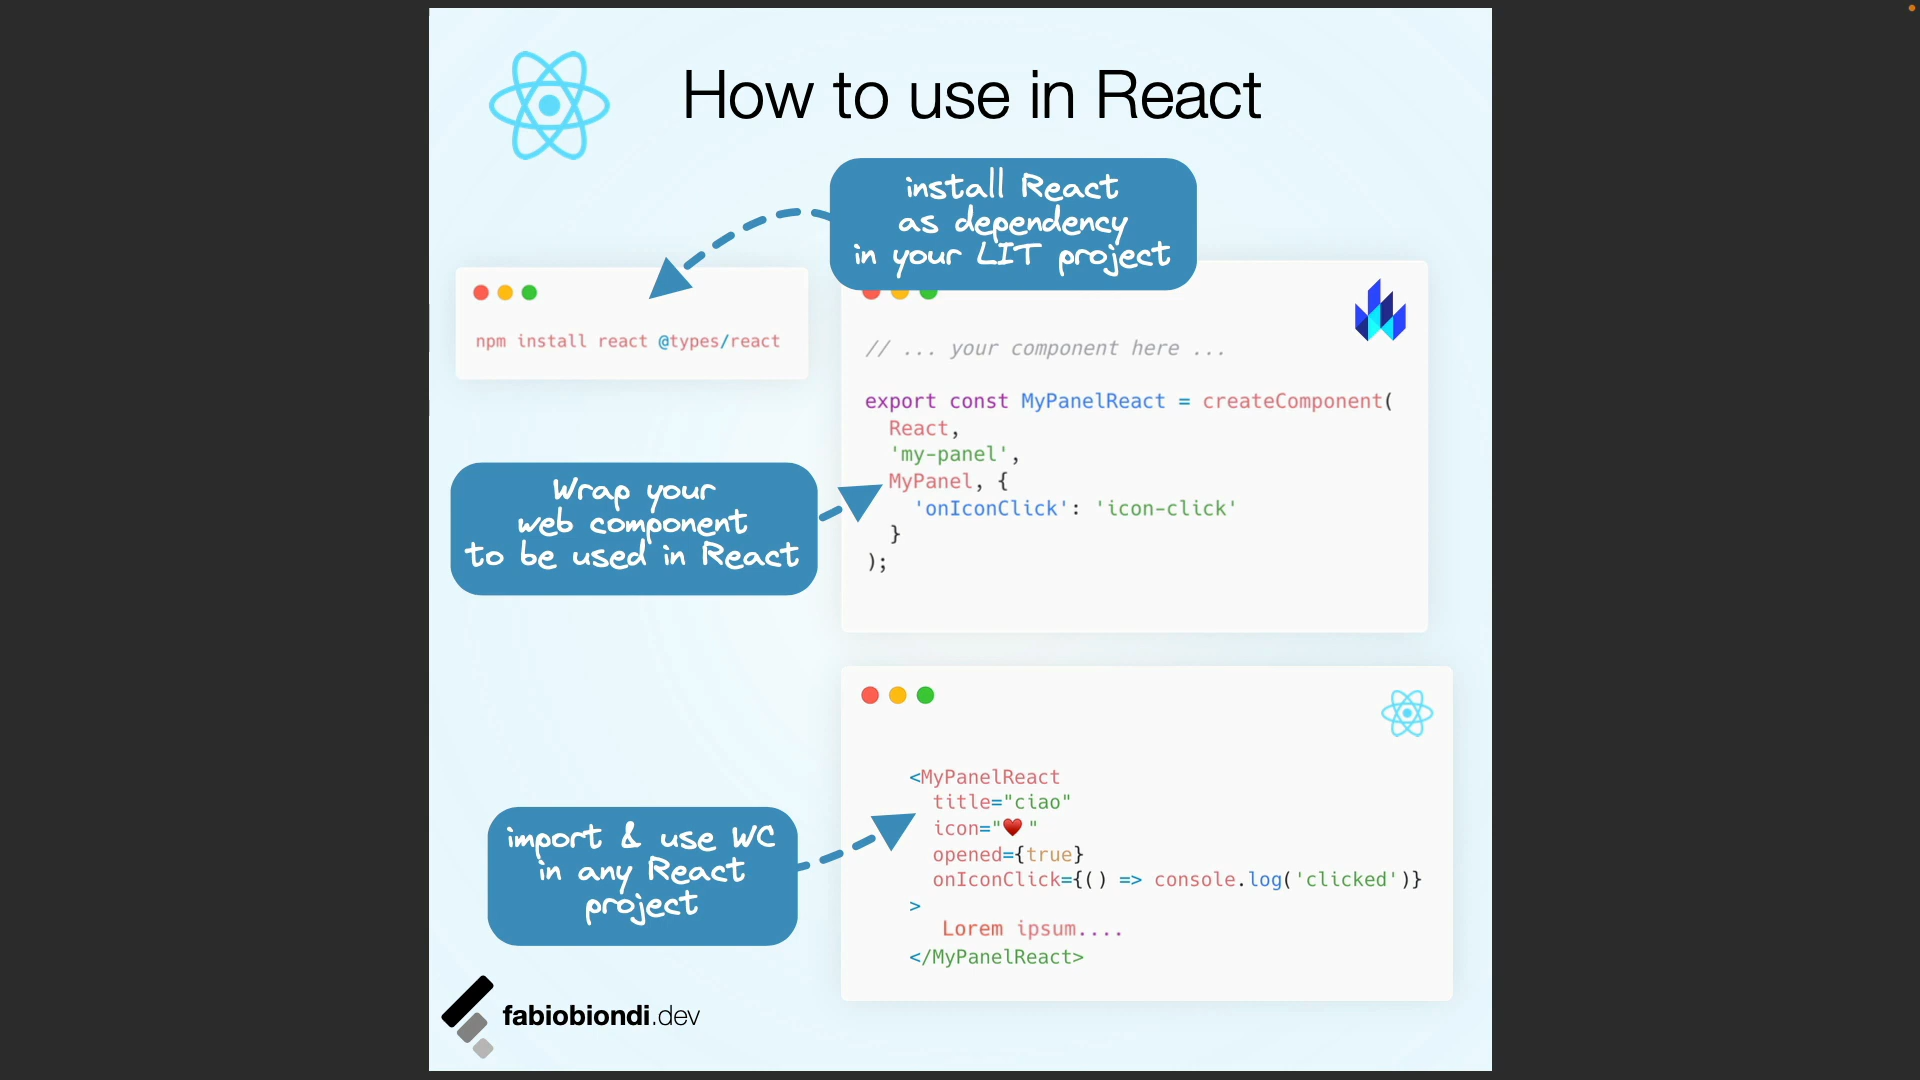 How to use in React
install React
as dependency
in your LIT project
npm install react @types/react
// ... your component here ...
export const MyPanelReact = createComponent(
React,
'my-panel',
MyPanel, {
'onIconClick': 'icon-click'
}
);
Wrap your
web component
to be used in React
<MyPanelReact
title="ciao"
icon="♥️ "
opened={true}
onIconClick={() => console.log('clicked')}
>
Lorem ipsum....
</MyPanelReact>
import & use WC
in any React
project
fabiobiondi.dev